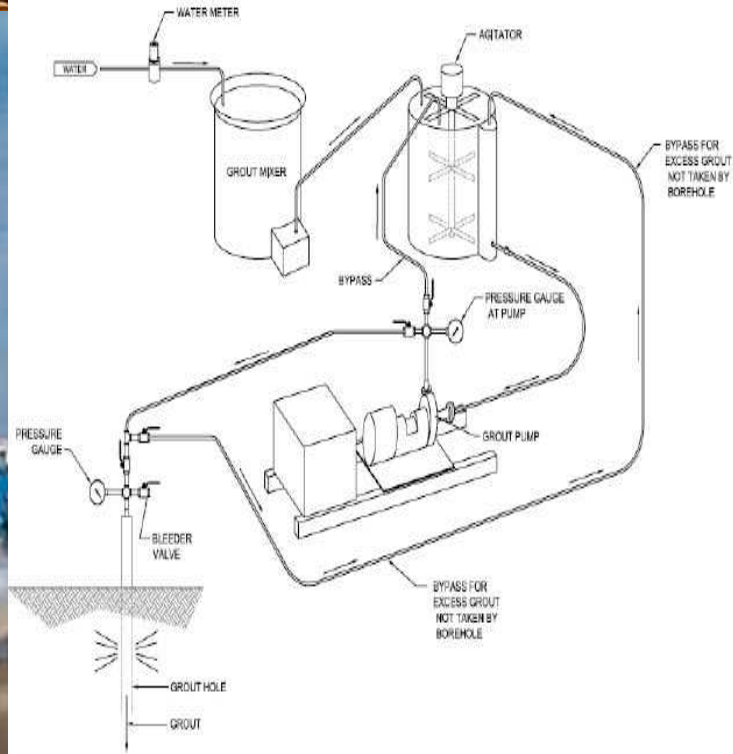 WATER METER
AGITATOR
WATER
GROUT MIXER
BYPASS FOR
EXCESS GROUT
NOT TAKEN BY
BOREHOLE
BYPASS
PRESSURE GAUGE
AT PUMP
PRESSURE
GAUGE
GROUT PUMP
BLEEDER
VALVE
BYPASS FOR
EXCESS GROUT
NOT TAKEN BY
BOREHOLE
GROUT HOLE
GROUT